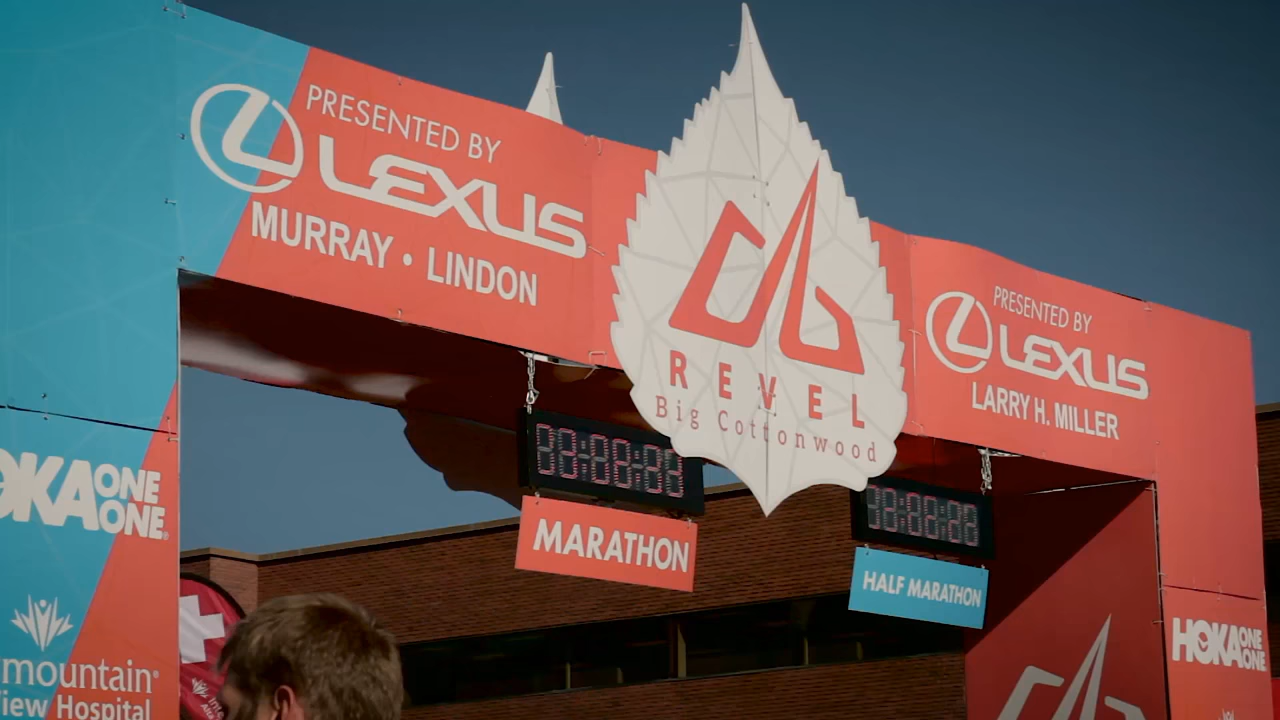 PRESENTED BY
LEXUS
MURRAY • LINDON
REVEL
Big Cottonwood
PRESENTED BY
LEXUS
LARRY H. MILLER
MARATHON
HALF MARATHON
HOKA ONE ONE
mountain
View Hospital
HOKA ONE ONE